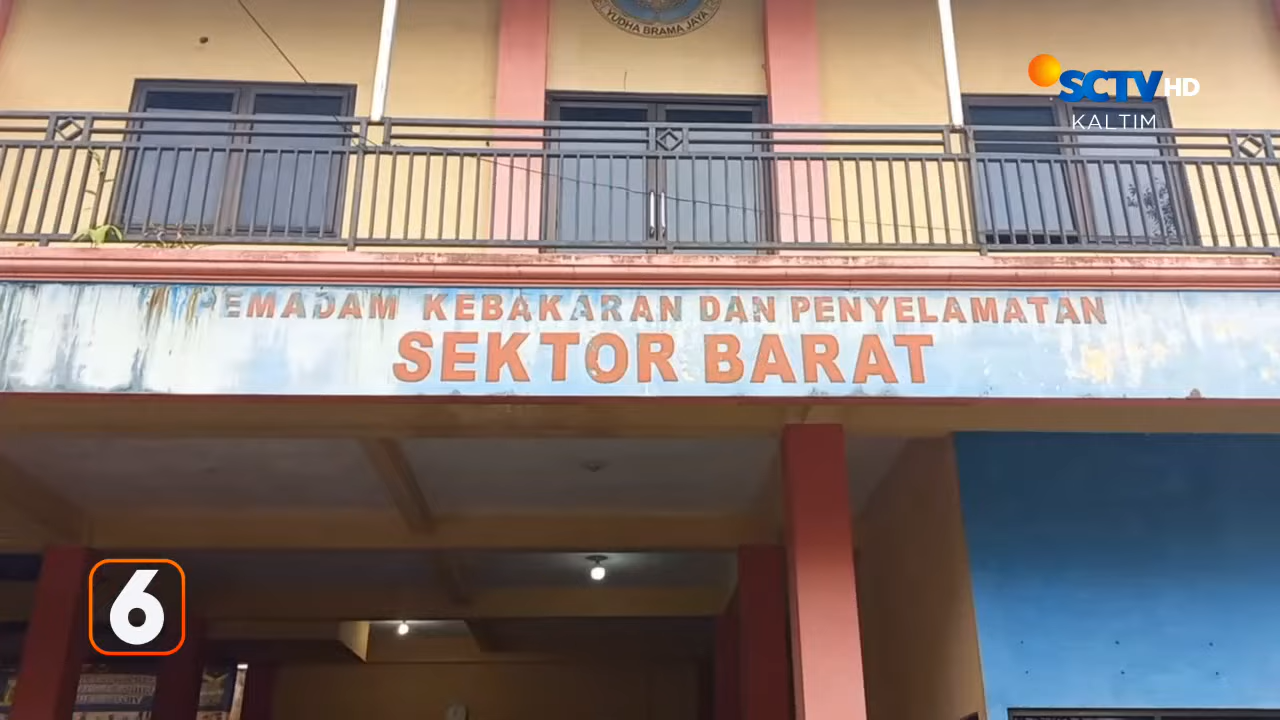 YUDHA BRAMA JAYA
SCTV HD
KALTIM
PEMADAM KEBAKARAN DAN PENYELAMATAN
SEKTOR BARAT
6